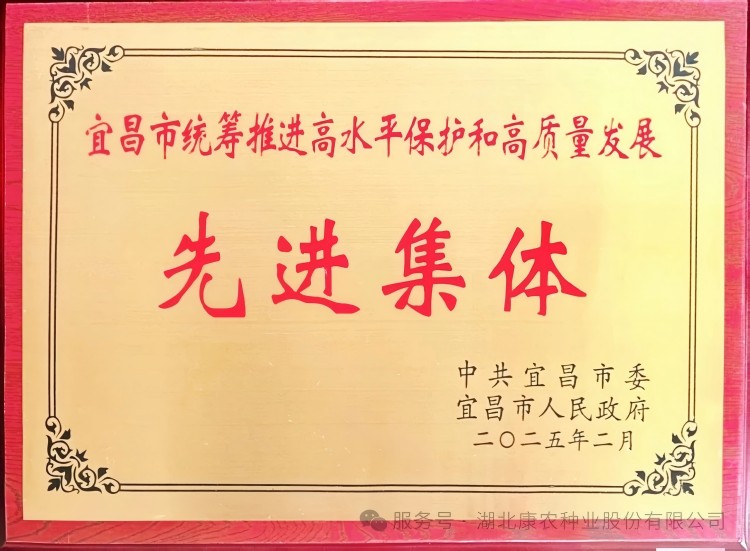 宜昌市统筹推进高水平保护和高质量发展
先进集体
中共宜昌市委
宜昌市人民政府
二〇二五年二月
服务号 · 湖北康农种业股份有限公司